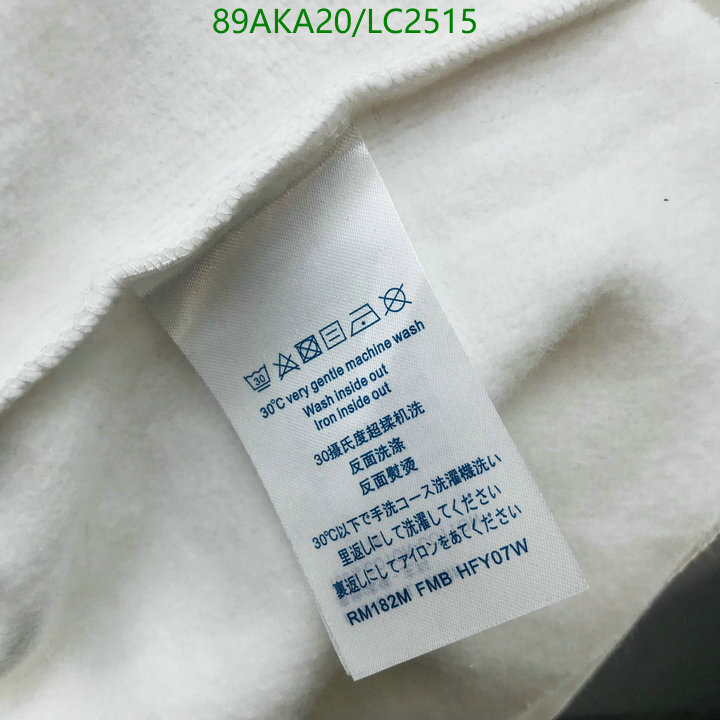 89AKA20/LC2515
30
30℃ very gentle machine wash
Wash inside out
Iron inside out
30摄氏度超揉机洗
反面洗涤
反面熨烫
30℃以下で手洗コース洗濯機洗い
里返しにして洗濯してください
裏返しにしてアイロンをあてください
RM182M FMB HFY07W